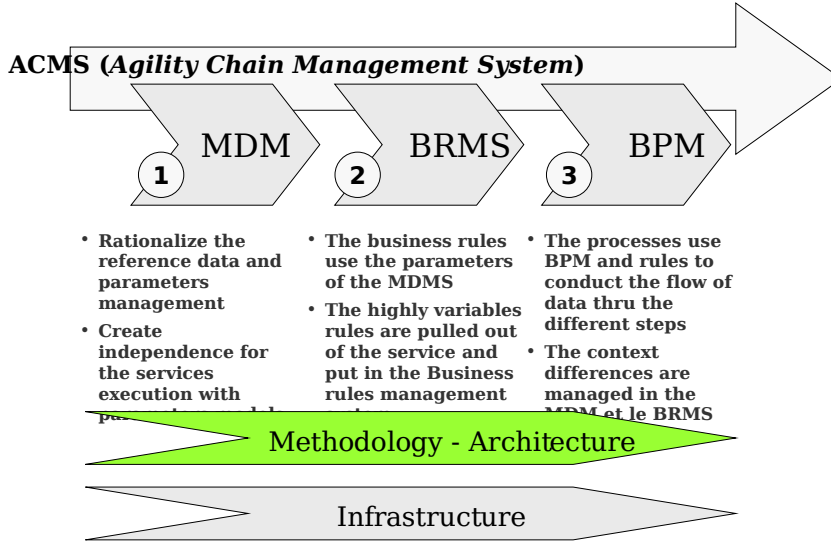 ACMS (Agility Chain Management System)
MDM
BRMS
BPM
1
2
3
• Rationalize the
reference data and
parameters
management
• Create
independence for
the services
execution with
• The business rules
use the parameters
of the MDMS
• The highly variables
rules are pulled out
of the service and
put in the Business
rules management
• The processes use
BPM and rules to
conduct the flow of
data thru the
different steps
• The context
differences are
managed in the
MDM et le BRMS
Methodology - Architecture
Infrastructure